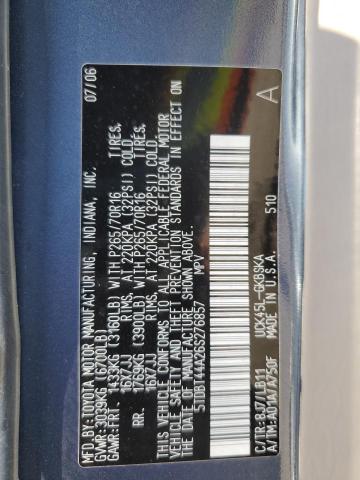 MFD.BY:TOYOTA MOTOR MANUFACTURING, INDIANA, INC. 07/06
GVWR:3039KG(6700LB)
GAWR:FRT. 1433KG (3160LB) WITH P265/70R16 TIRES,
16X7JJ RIMS, AT 220KPA (32PSI) COLD.
RR. 1769KG (3900LB) WITH P265/70R16 TIRES,
16X7JJ RIMS, AT 220KPA (32PSI) COLD.
THIS VEHICLE CONFORMS TO ALL APPLICABLE FEDERAL MOTOR
VEHICLE SAFETY AND THEFT PREVENTION STANDARDS IN
EFFECT ON THE DATE OF MANUFACTURE SHOWN ABOVE.
5TDBT44A26S276857 MPV
A
C/TR:8J7/LB11 UCK45L-GKASKA 510
A/TM:A01A/A750F MADE IN U.S.A.